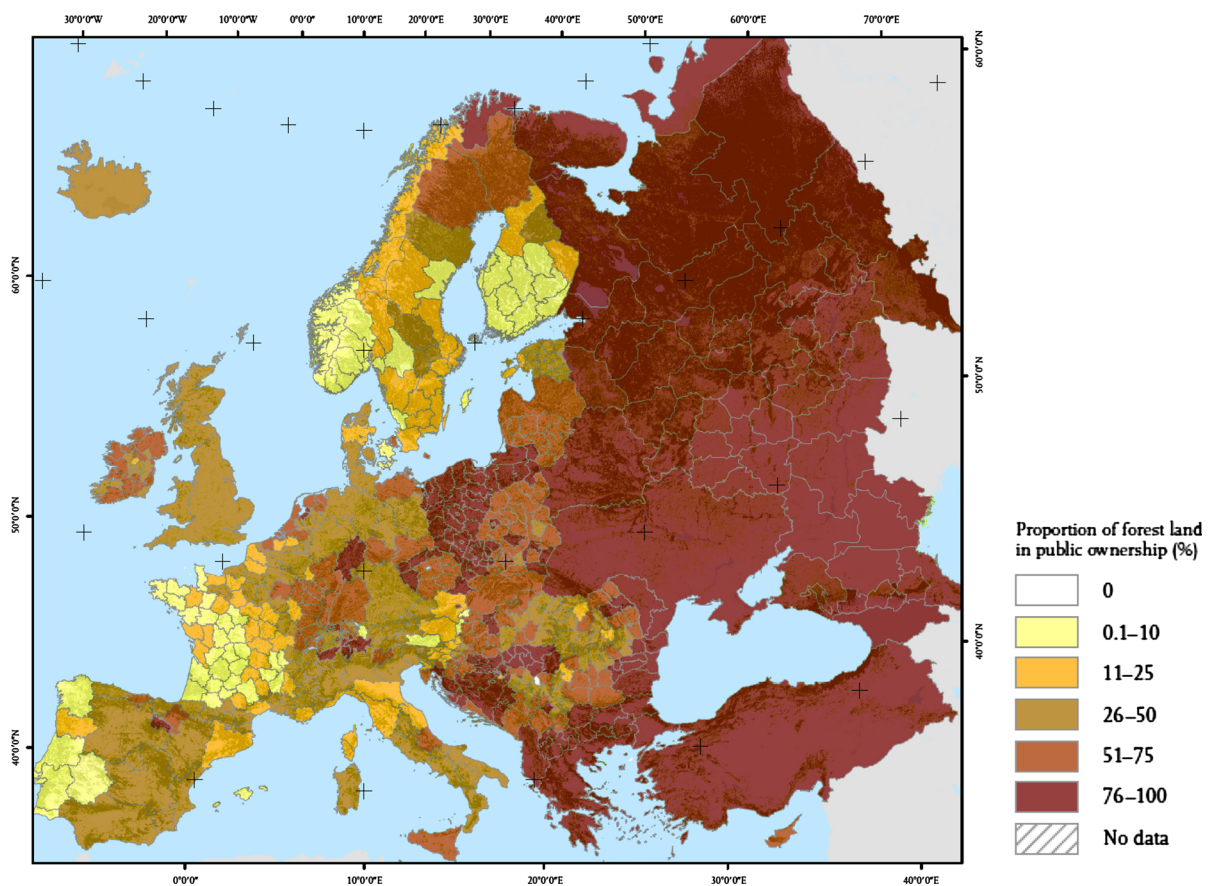 30°0'0"W 20°0'0"W 10°0'0"W 0°0'0" 10°0'0"E 20°0'0"E 30°0'0"E 40°0'0"E 50°0'0"E 60°0'0"E 70°0'0"E
60°0'0"N
60°0'0"N
50°0'0"N
50°0'0"N
40°0'0"N
40°0'0"N
Proportion of forest land
in public ownership (%)
0
0.1–10
11–25
26–50
51–75
76–100
No data
0°0'0"E 10°0'0"E 20°0'0"E 30°0'0"E 40°0'0"E